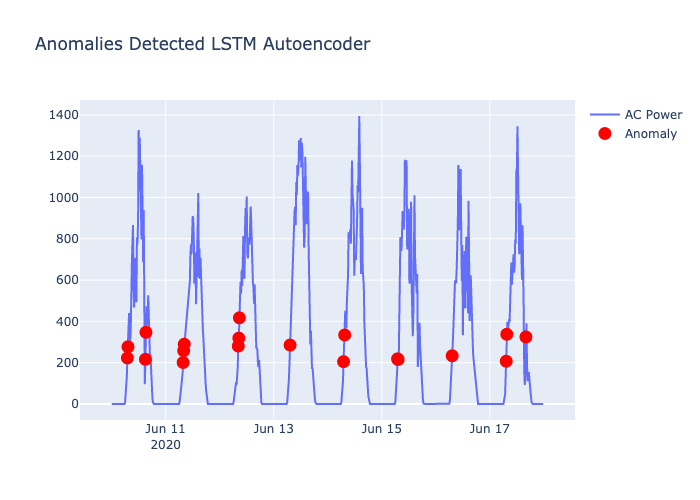 Anomalies Detected LSTM Autoencoder
1400
1200
1000
800
600
400
200
0
Jun 11
2020
Jun 13
Jun 15
Jun 17
AC Power
Anomaly